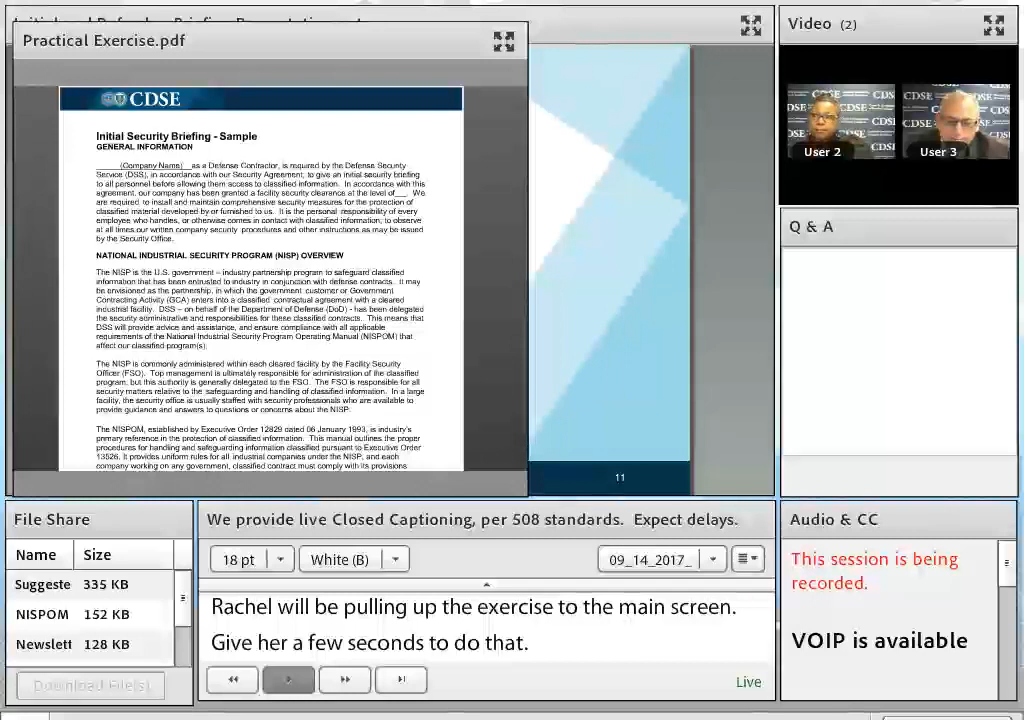 Practical Exercise.pdf
CDSE
Initial Security Briefing - Sample
GENERAL INFORMATION
(Company Name) as a Defense Contractor, is required by the Defense Security
Service (DSS), in accordance with our Security Agreement, to give an initial security briefing
to all personnel before allowing them access to classified information. In accordance with this
agreement, our company has been granted a facility security clearance at the level of___. We
are required to install and maintain comprehensive security measures for the protection of
classified material developed by or furnished to us. It is the personal responsibility of every
employee who handles, or otherwise comes in contact with classified information, to observe
at all times our written company security procedures and other instructions as may be issued
by the Security Office.
NATIONAL INDUSTRIAL SECURITY PROGRAM (NISP) OVERVIEW
The NISP is the U.S. government – industry partnership program to safeguard classified
information that has been entrusted to industry in conjunction with defense contracts. It may
be envisioned as the partnership, in which the government customer or Government
Contracting Activity (GCA) enters into a classified contractual agreement with a cleared
industrial facility. DSS – on behalf of the Department of Defense (DoD) - has been delegated
the security administrative and responsibilities for these classified contracts. This means that
DSS will provide advice and assistance, and ensure compliance with all applicable
requirements of the National Industrial Security Program Operating Manual (NISPOM) that
affect our classified program(s).
The NISP is commonly administered within each cleared facility by the Facility Security
Officer (FSO). Top management is ultimately responsible for administration of the classified
program, but this authority is generally delegated to the FSO. The FSO is responsible for all
security matters relative to the safeguarding and handling of classified information. In a large
facility, the security office is usually staffed with security professionals who are available to
provide guidance and answers to questions or concerns about the NISP.
The NISPOM, established by Executive Order 12829 dated 06 January 1993, is industry's
primary reference in the protection of classified information. This manual outlines the proper
procedures for handling and safeguarding information classified pursuant to Executive Order
13526. It provides uniform rules for all industrial companies under the NISP, and each
company working on any government, classified contract must comply with its provisions
11
Video (2)
CDSE
User 2
User 3
Q & A
File Share
Name Size
Suggeste 335 KB
NISPOM 152 KB
Newslett 128 KB
Download File(s)
We provide live Closed Captioning, per 508 standards. Expect delays.
18 pt White (B) 09_14_2017_
Rachel will be pulling up the exercise to the main screen.
Give her a few seconds to do that.
Live
Audio & CC
This session is being
recorded.
VOIP is available